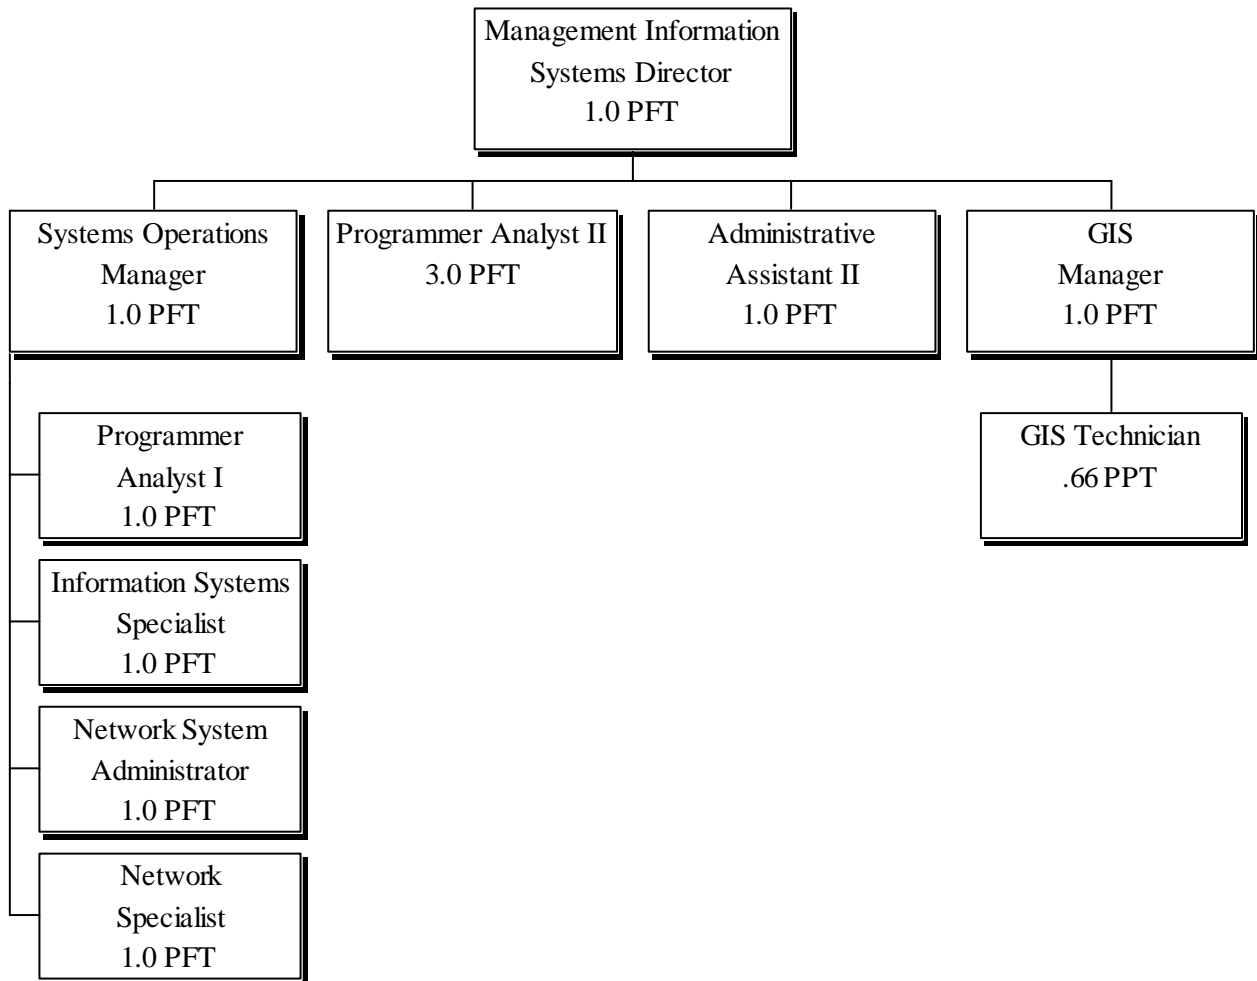 Management Information
Systems Director
1.0 PFT
Systems Operations
Manager
1.0 PFT
Programmer Analyst II
3.0 PFT
Administrative
Assistant II
1.0 PFT
GIS
Manager
1.0 PFT
Programmer
Analyst I
1.0 PFT
GIS Technician
.66 PPT
Information Systems
Specialist
1.0 PFT
Network System
Administrator
1.0 PFT
Network
Specialist
1.0 PFT